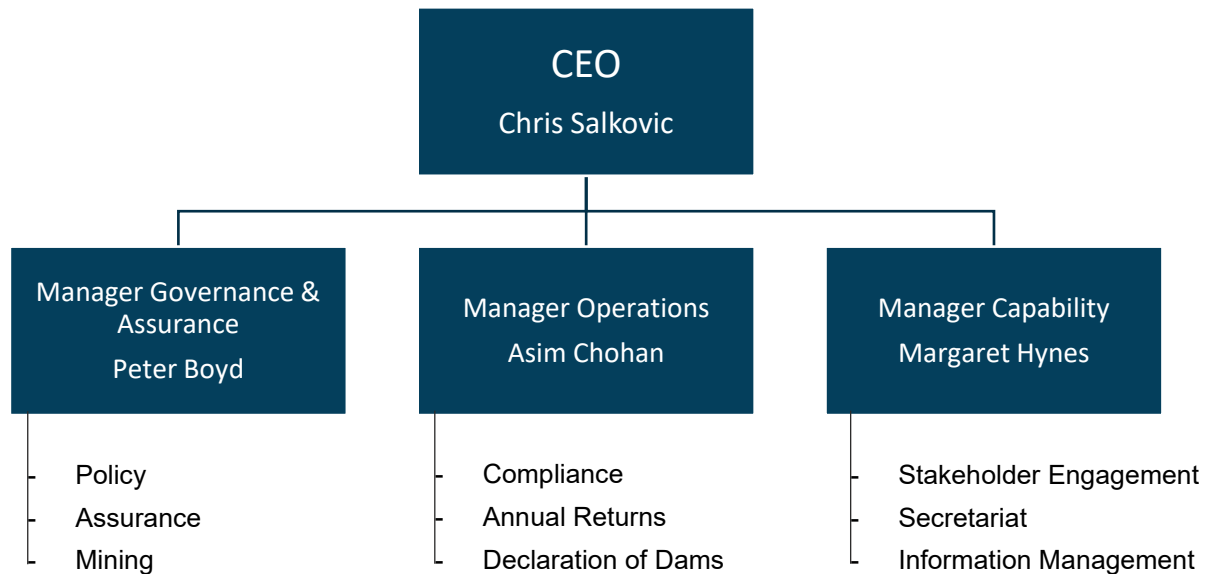 CEO
Chris Salkovic
Manager Governance &
Assurance
Peter Boyd
Manager Operations
Asim Chohan
Manager Capability
Margaret Hynes
- Policy
- Assurance
- Mining
- Compliance
- Annual Returns
- Declaration of Dams
- Stakeholder Engagement
- Secretariat
- Information Management